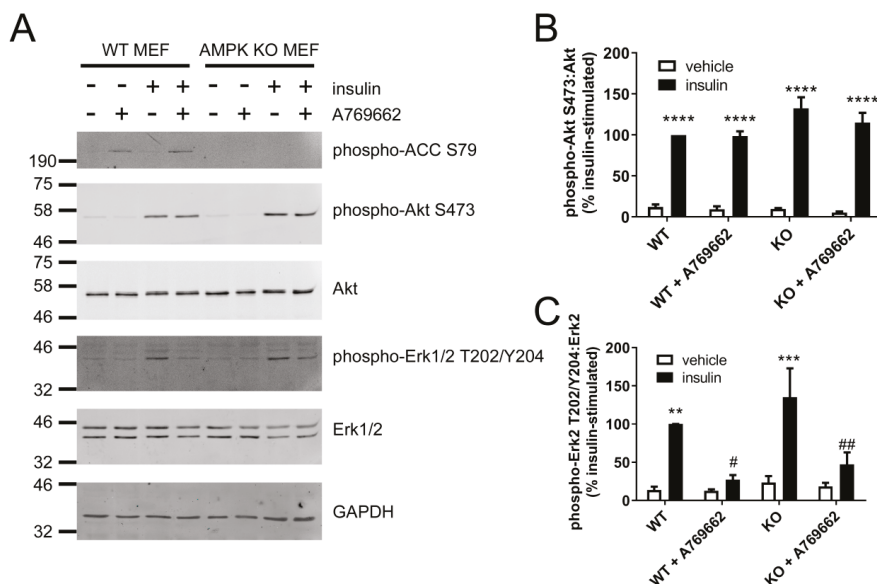 A
WT MEF AMPK KO MEF
- - + + - - + + insulin
- + - + - + - + A769662
190 phospho-ACC S79
75
58 phospho-Akt S473
46
75
58 Akt
46
46 phospho-Erk1/2 T202/Y204
32
46 Erk1/2
32
46 GAPDH
32
B
phospho-Akt S473:Akt
(% insulin-stimulated)
200
150
100
50
0
vehicle
insulin
**** **** **** ****
WT WT + A769662 KO KO + A769662
C
phospho-Erk2 T202/Y204:Erk2
(% insulin-stimulated)
200
150
100
50
0
vehicle
insulin
** # *** ##
WT WT + A769662 KO KO + A769662